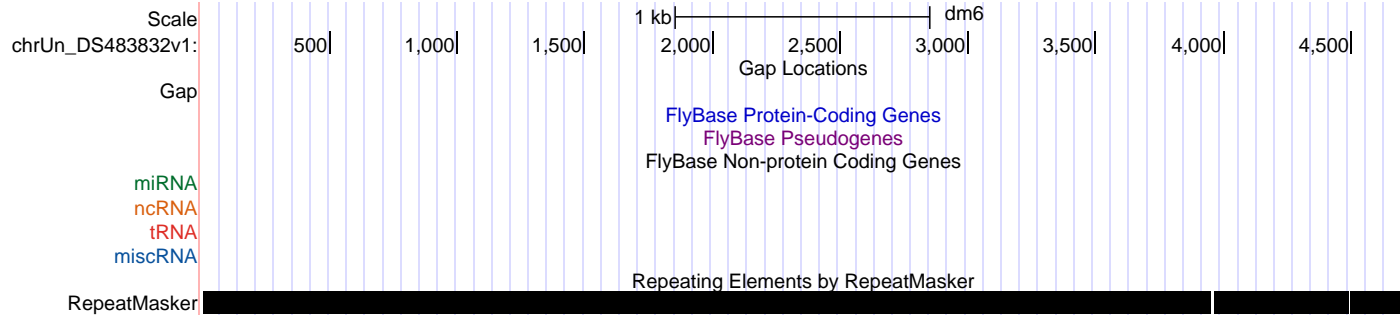 Scale 1 kb dm6
chrUn_DS483832v1: 500 1,000 1,500 2,000 2,500 3,000 3,500 4,000 4,500
Gap Locations
Gap
FlyBase Protein-Coding Genes
FlyBase Pseudogenes
FlyBase Non-protein Coding Genes
miRNA
ncRNA
tRNA
miscRNA
Repeating Elements by RepeatMasker
RepeatMasker